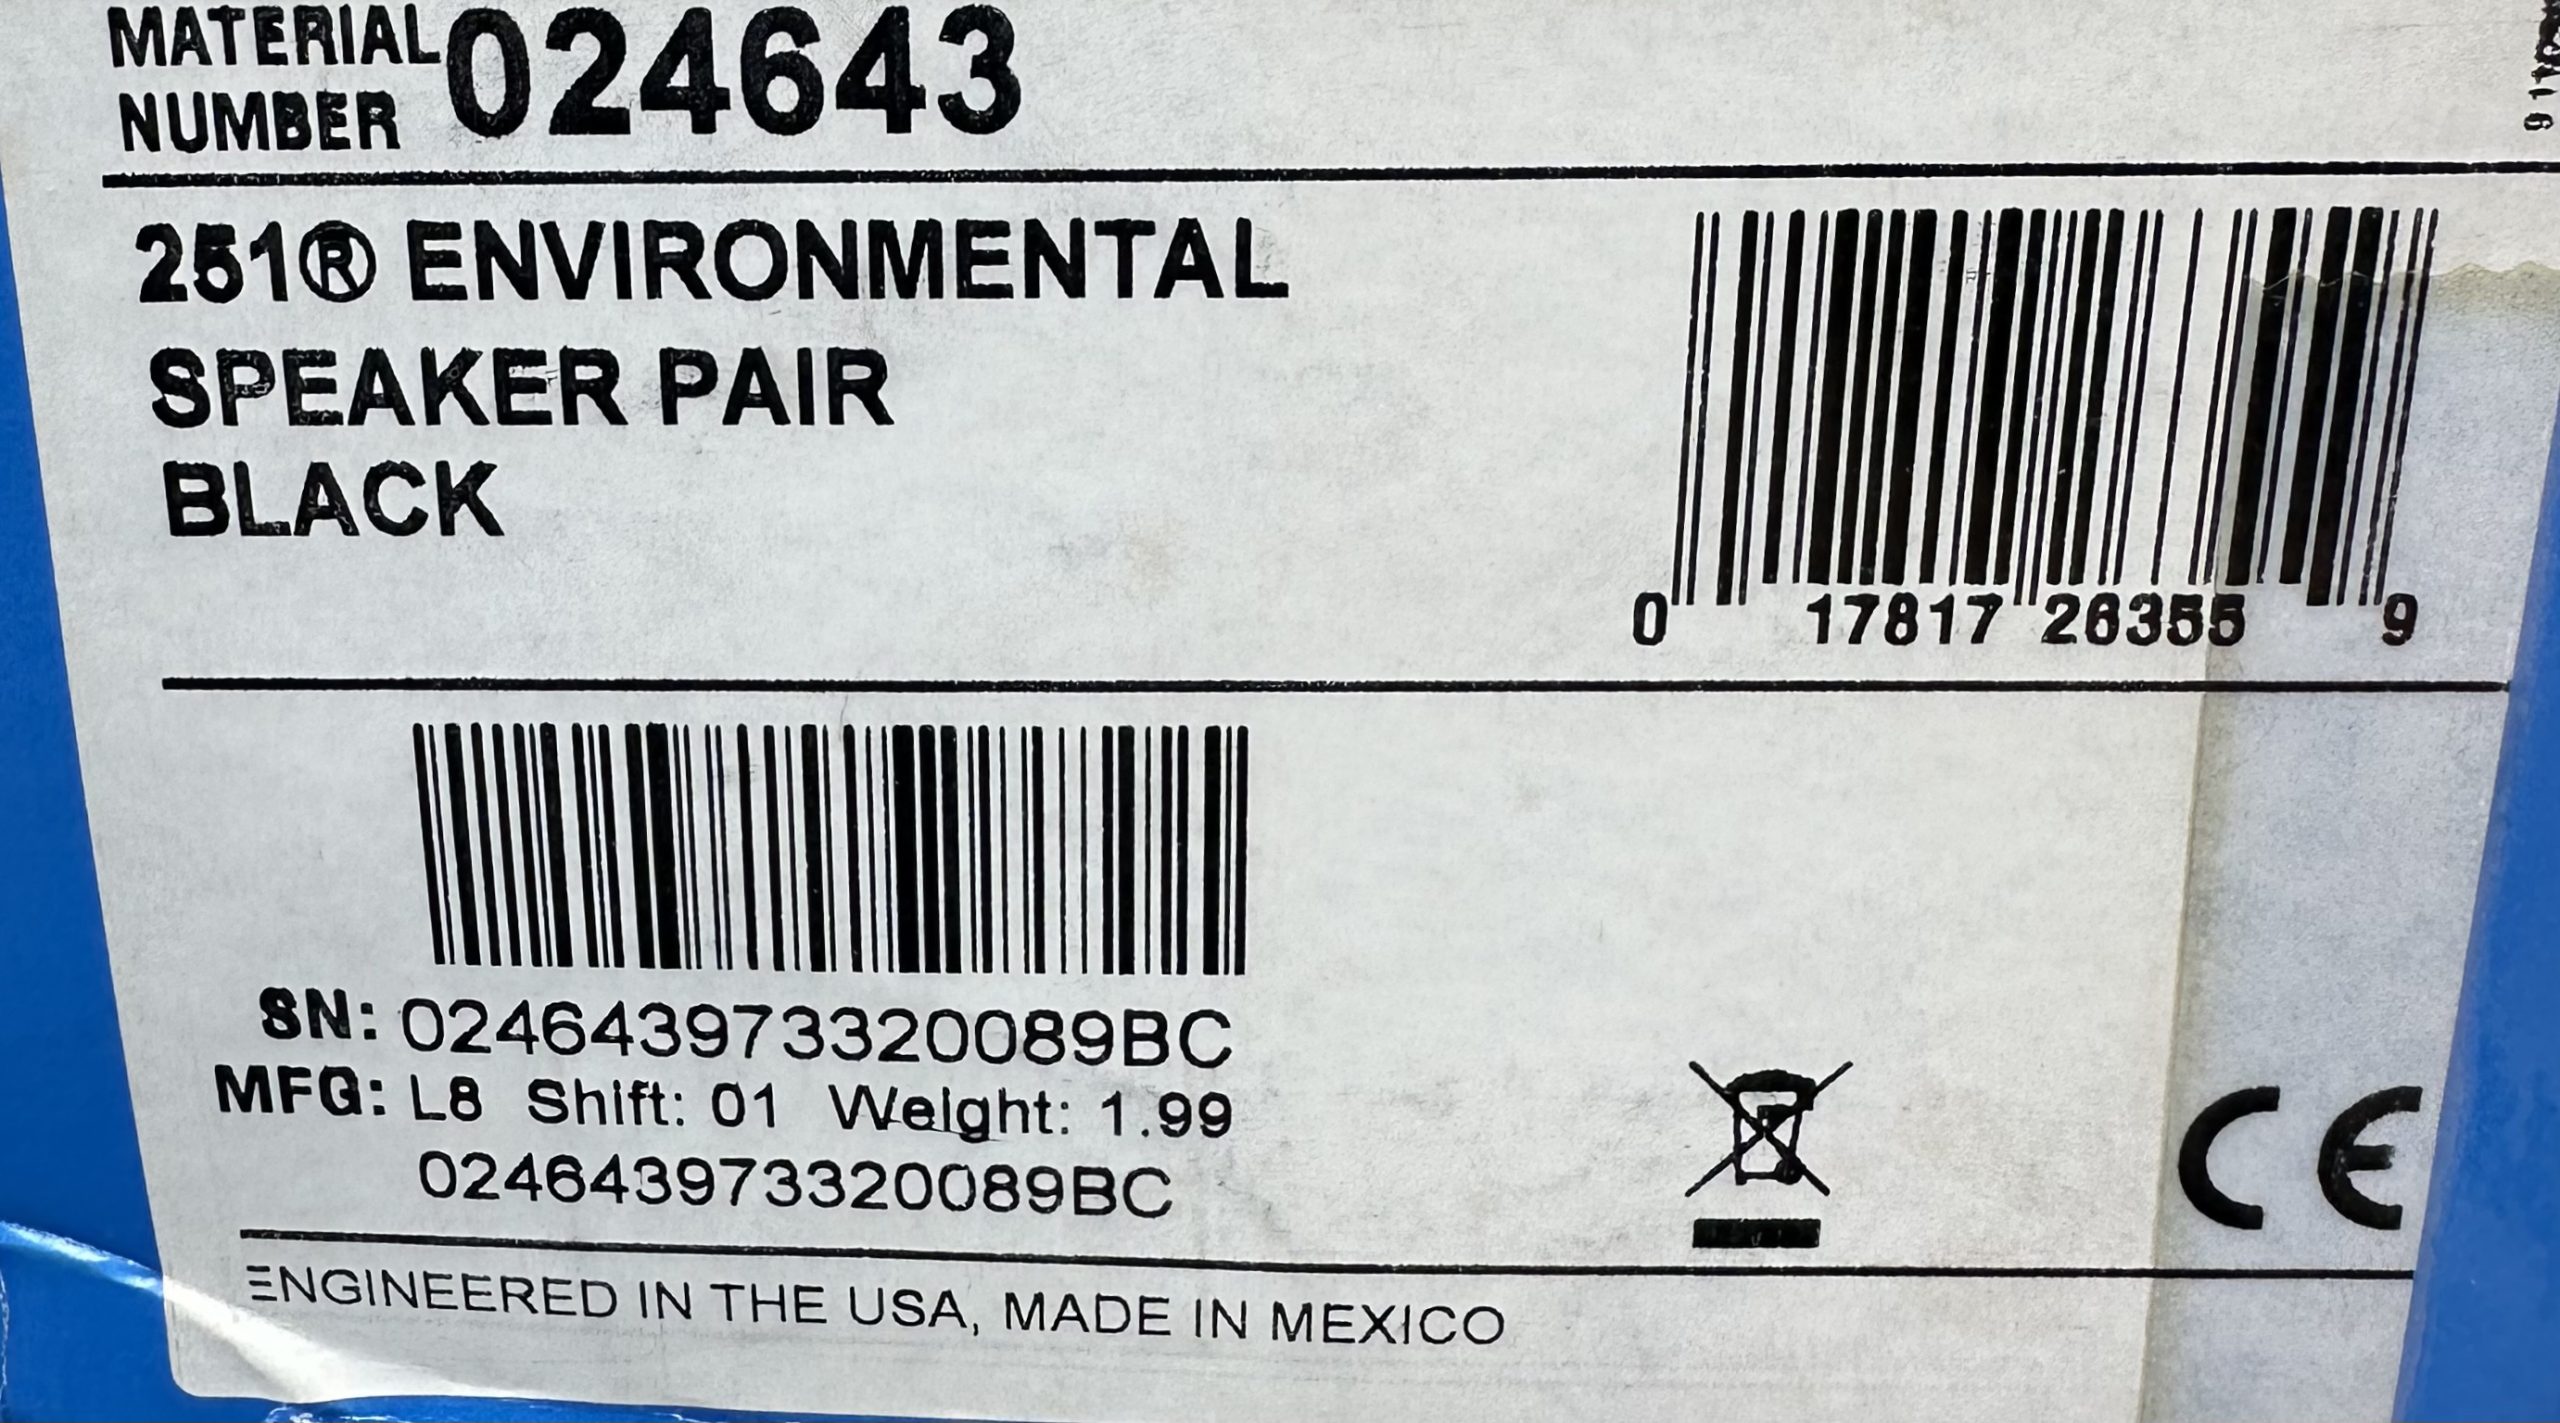 MATERIAL
NUMBER 024643
251® ENVIRONMENTAL
SPEAKER PAIR
BLACK
0 17817 26355 9
SN: 024643973320089BC
MFG: L8 Shift: 01 Weight: 1.99
024643973320089BC
CE
ENGINEERED IN THE USA, MADE IN MEXICO